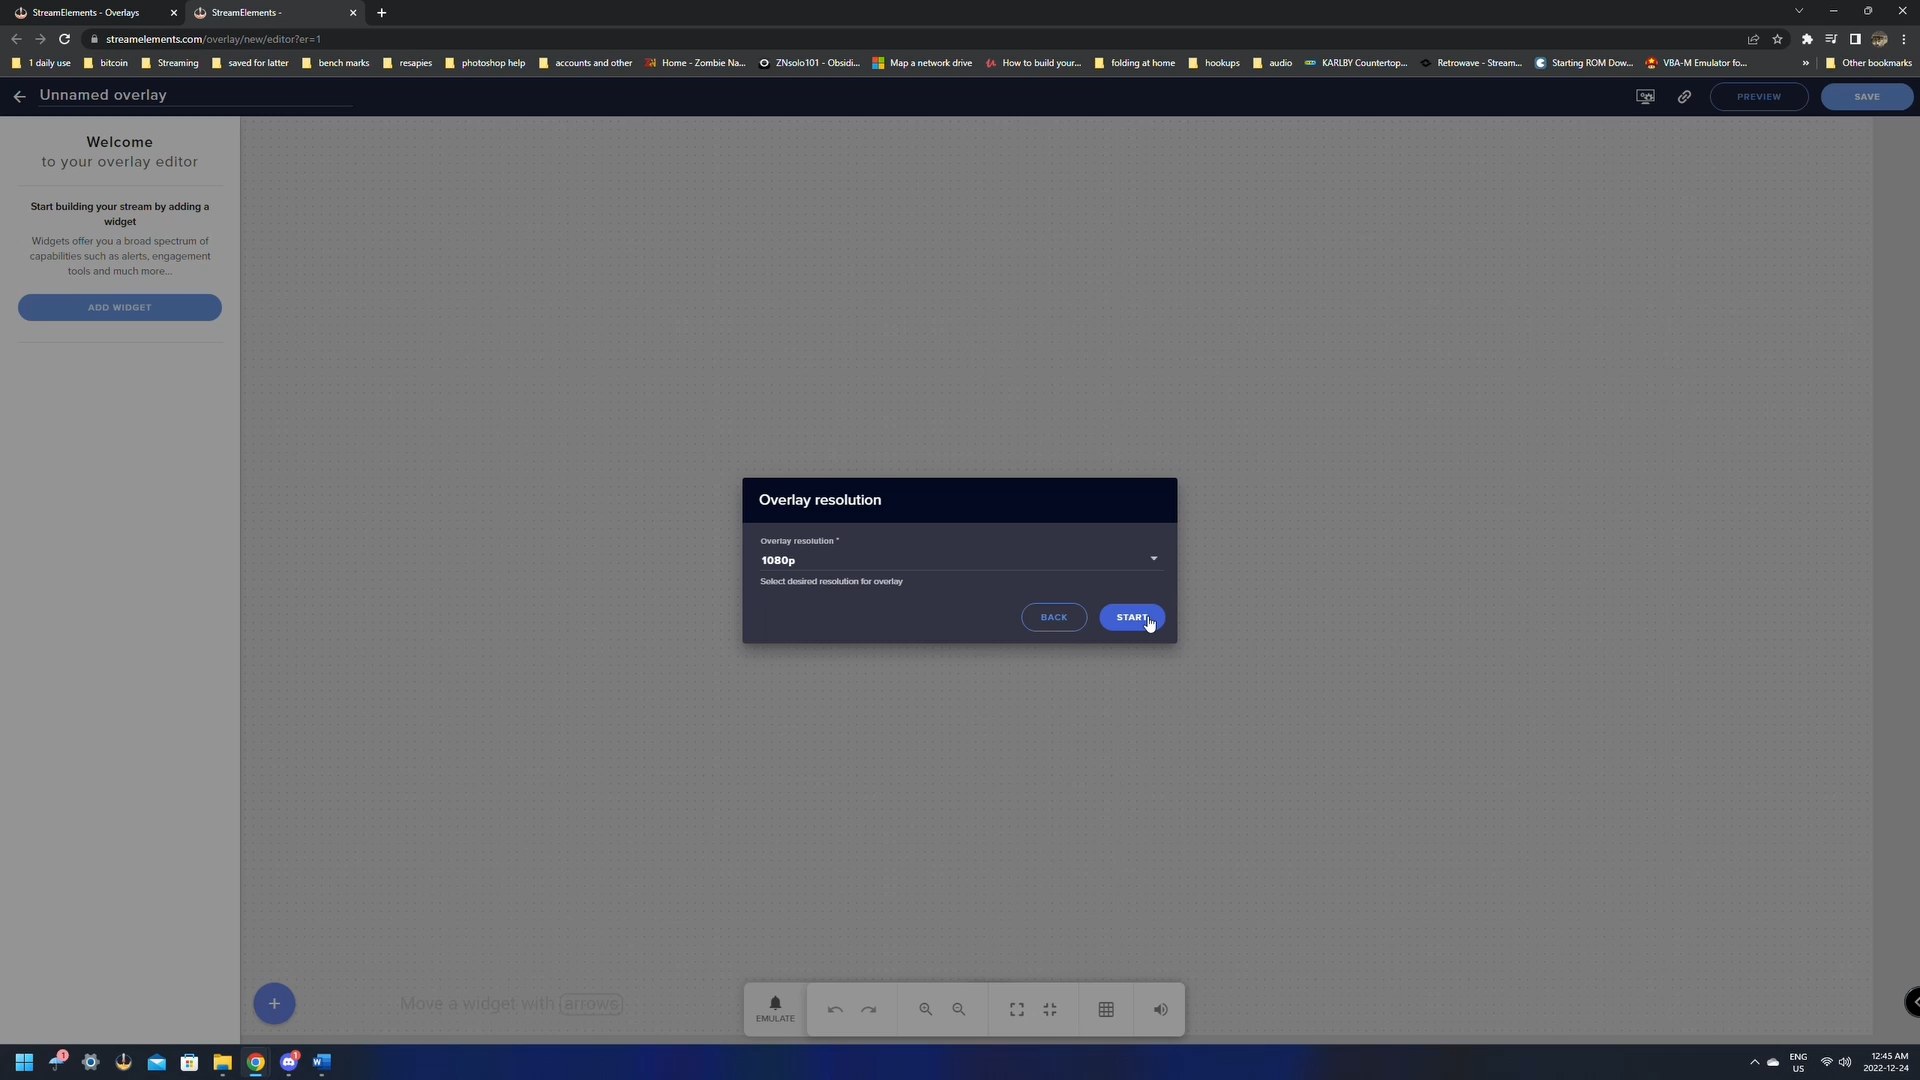 StreamElements - Overlays
StreamElements -
streamelements.com/overlay/new/editor?er=1
1 daily use
bitcoin
Streaming
saved for latter
bench marks
resapies
photoshop help
accounts and other
Home - Zombie Na...
ZNsolo101 - Obsidi...
Map a network drive
How to build your...
folding at home
hookups
audio
KARLBY Countertop...
Retrowave - Stream...
Starting ROM Dow...
VBA-M Emulator fo...
»
Other bookmarks
Unnamed overlay
PREVIEW
SAVE
Welcome
to your overlay editor
Start building your stream by adding a
widget
Widgets offer you a broad spectrum of
capabilities such as alerts, engagement
tools and much more...
ADD WIDGET
Overlay resolution
Overlay resolution *
1080p
Select desired resolution for overlay
BACK
START
Move a widget with arrows
EMULATE
1
1
ENG
US
12:45 AM
2022-12-24